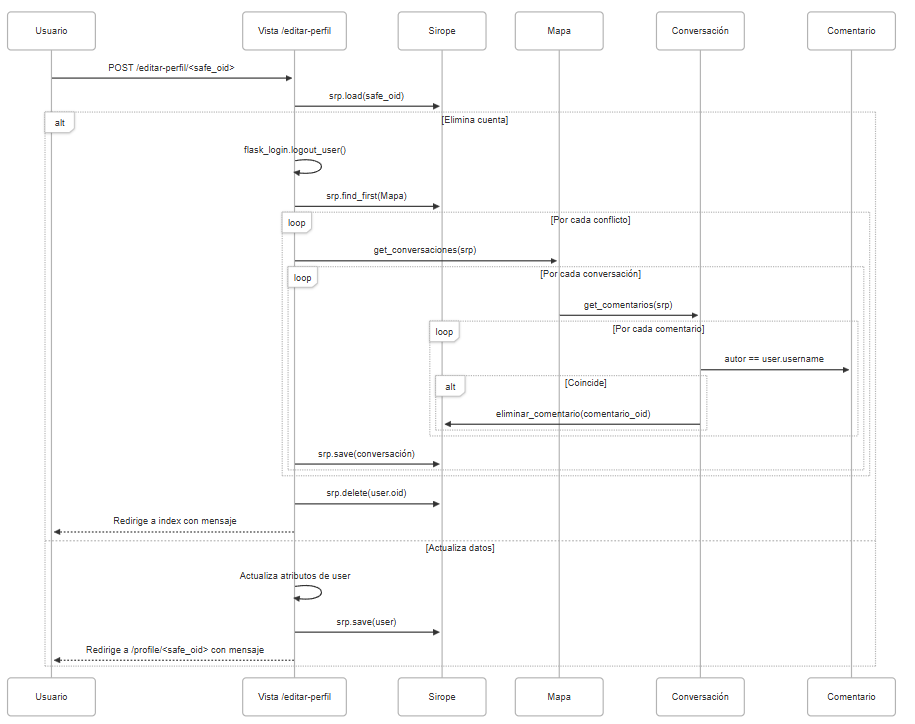 Usuario
Vista /editar-perfil
Sirope
Mapa
Conversación
Comentario
POST /editar-perfil/<safe_oid>
srp.load(safe_oid)
alt
[Elimina cuenta]
flask_login.logout_user()
srp.find_first(Mapa)
loop
[Por cada conflicto]
get_conversaciones(srp)
loop
[Por cada conversación]
get_comentarios(srp)
loop
[Por cada comentario]
autor == user.username
alt
[Coincide]
eliminar_comentario(comentario_oid)
srp.save(conversación)
srp.delete(user.oid)
Redirige a index con mensaje
[Actualiza datos]
Actualiza atributos de user
srp.save(user)
Redirige a /profile/<safe_oid> con mensaje
Usuario
Vista /editar-perfil
Sirope
Mapa
Conversación
Comentario